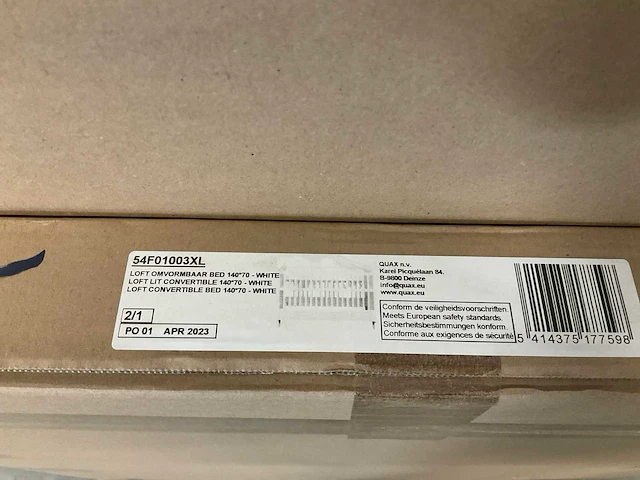 54F01003XL
LOFT OMVORMBAAR BED 140*70 - WHITE
LOFT LIT CONVERTIBLE 140*70 - WHITE
LOFT CONVERTIBLE BED 140*70 - WHITE
2/1
PO 01 APR 2023
QUAX n.v.
Karel Picquélaan 84.
B-9800 Deinze
info@quax.eu
www.quax.eu
Conform de veiligheidsvoorschriften.
Meets European safety standards.
Sicherheitsbestimmungen konform.
Conforme aux exigences de sécurité
5 414375 177598